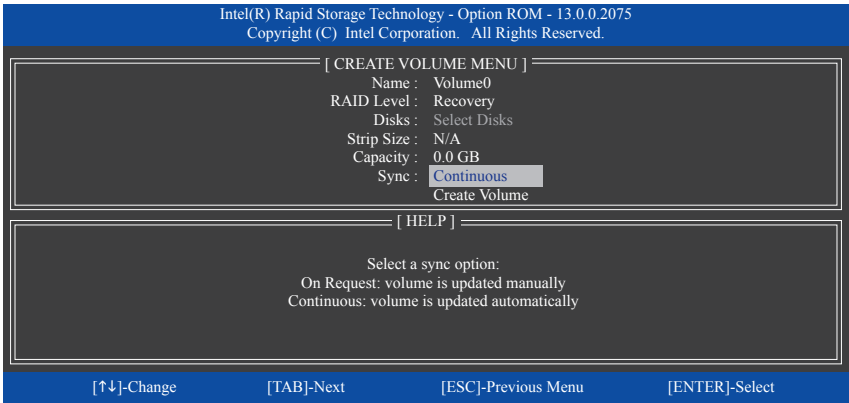 Intel(R) Rapid Storage Technology - Option ROM - 13.0.0.2075
Copyright (C) Intel Corporation. All Rights Reserved.
[ CREATE VOLUME MENU ]
Name : Volume0
RAID Level : Recovery
Disks : Select Disks
Strip Size : N/A
Capacity : 0.0 GB
Sync : Continuous
Create Volume
[ HELP ]
Select a sync option:
On Request: volume is updated manually
Continuous: volume is updated automatically
[↑↓]-Change [TAB]-Next [ESC]-Previous Menu [ENTER]-Select